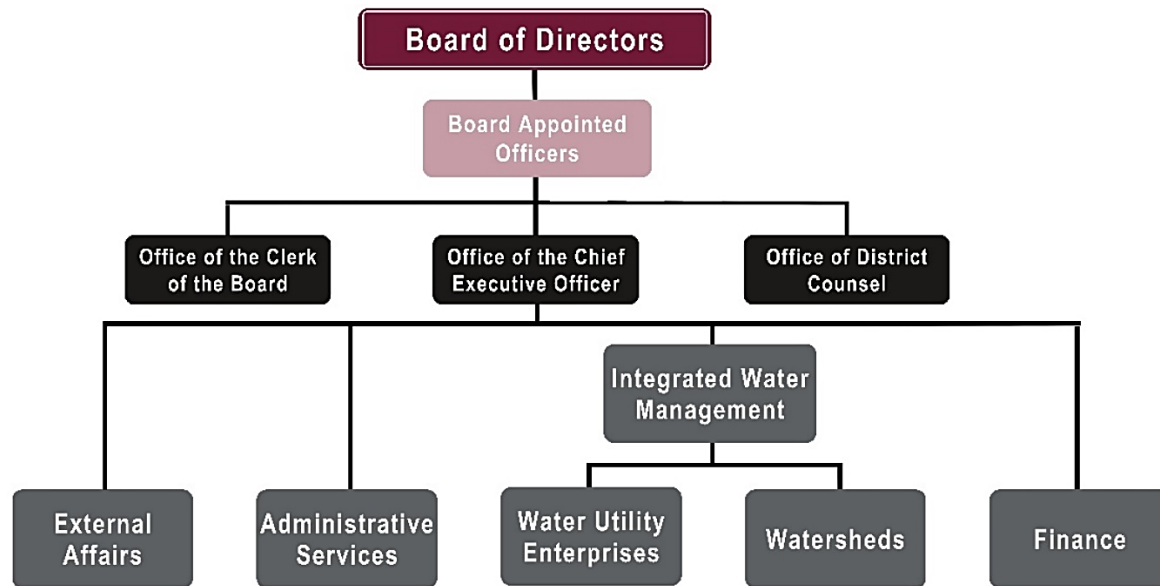 Board of Directors
Board Appointed
Officers
Office of the Clerk
of the Board
Office of the Chief
Executive Officer
Office of District
Counsel
Integrated Water
Management
External
Affairs
Administrative
Services
Water Utility
Enterprises
Watersheds
Finance